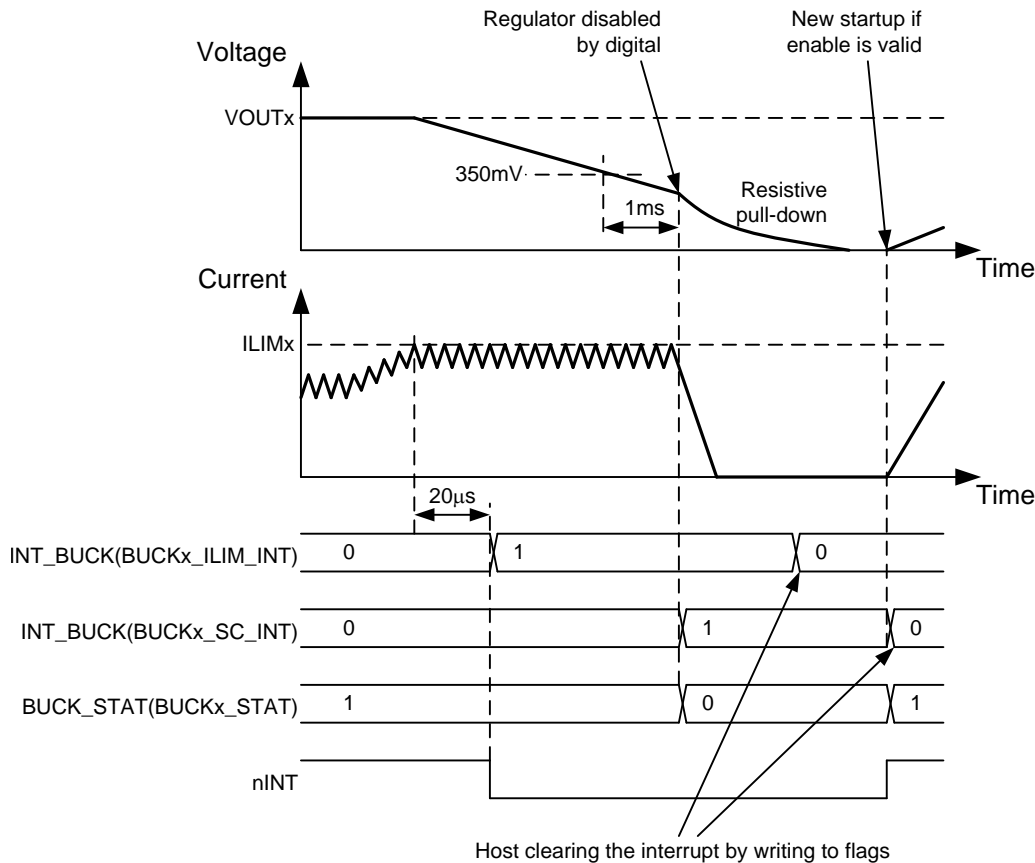 Regulator disabled
by digital
New startup if
enable is valid
Voltage
VOUTx
350mV
1ms
Resistive
pull-down
Time
Current
ILIMx
Time
20μs
INT_BUCK(BUCKx_ILIM_INT)
0
1
0
INT_BUCK(BUCKx_SC_INT)
0
1
0
BUCK_STAT(BUCKx_STAT)
1
0
1
nINT
Host clearing the interrupt by writing to flags